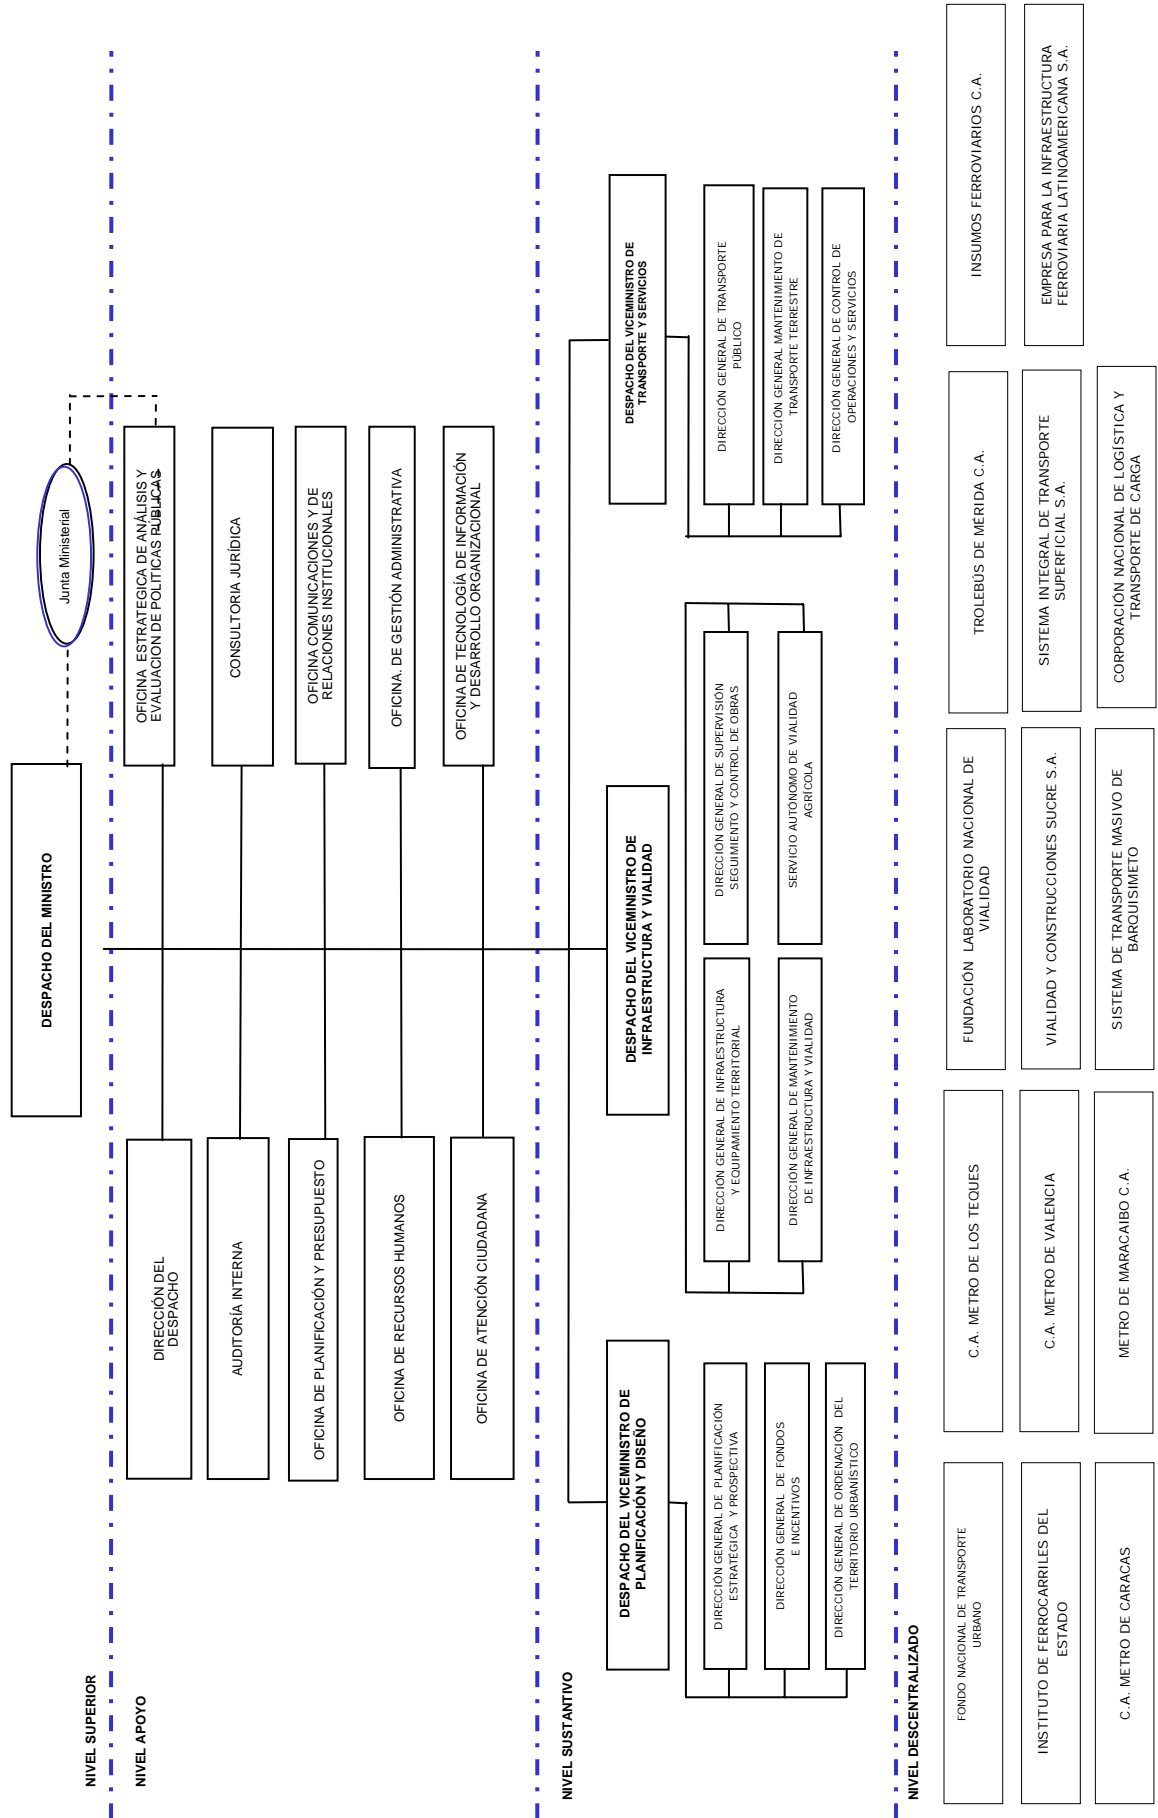 DESPACHO DEL MINISTRO
Junta Ministerial
NIVEL SUPERIOR
NIVEL APOYO
DIRECCIÓN DEL
DESPACHO
OFICINA ESTRATEGICA DE ANÁLISIS Y
EVALUACION DE POLITICAS PÚBLICAS
AUDITORÍA INTERNA
CONSULTORIA JURÍDICA
OFICINA DE PLANIFICACIÓN Y PRESUPUESTO
OFICINA COMUNICACIONES Y DE
RELACIONES INSTITUCIONALES
OFICINA DE RECURSOS HUMANOS
OFICINA. DE GESTIÓN ADMINISTRATIVA
OFICINA DE ATENCIÓN CIUDADANA
OFICINA DE TECNOLOGÍA DE INFORMACIÓN
Y DESARROLLO ORGANIZACIONAL
NIVEL SUSTANTIVO
DESPACHO DEL VICEMINISTRO DE
PLANIFICACIÓN Y DISEÑO
DIRECCIÓN GENERAL DE PLANIFICACIÓN
ESTRATÉGICA Y PROSPECTIVA
DIRECCIÓN GENERAL DE FONDOS
E INCENTIVOS
DIRECCIÓN GENERAL DE ORDENACIÓN DEL
TERRITORIO URBANÍSTICO
DESPACHO DEL VICEMINISTRO DE
INFRAESTRUCTURA Y VIALIDAD
DIRECCIÓN GENERAL DE INFRAESTRUCTURA
Y EQUIPAMIENTO TERRITORIAL
DIRECCIÓN GENERAL DE SUPERVISIÓN
SEGUIMIENTO Y CONTROL DE OBRAS
DIRECCIÓN GENERAL DE MANTENIMIENTO
DE INFRAESTRUCTURA Y VIALIDAD
SERVICIO AUTÓNOMO DE VIALIDAD
AGRÍCOLA
DESPACHO DEL VICEMINISTRO DE
TRANSPORTE Y SERVICIOS
DIRECCIÓN GENERAL DE TRANSPORTE
PÚBLICO
DIRECCIÓN GENERAL MANTENIMIENTO DE
TRANSPORTE TERRESTRE
DIRECCIÓN GENERAL DE CONTROL DE
OPERACIONES Y SERVICIOS
NIVEL DESCENTRALIZADO
FONDO NACIONAL DE TRANSPORTE
URBANO
C.A. METRO DE LOS TEQUES
FUNDACIÓN LABORATORIO NACIONAL DE
VIALIDAD
TROLEBÚS DE MÉRIDA C.A.
INSUMOS FERROVIARIOS C.A.
INSTITUTO DE FERROCARRILES DEL
ESTADO
C.A. METRO DE VALENCIA
VIALIDAD Y CONSTRUCCIONES SUCRE S.A.
SISTEMA INTEGRAL DE TRANSPORTE
SUPERFICIAL S.A.
EMPRESA PARA LA INFRAESTRUCTURA
FERROVIARIA LATINOAMERICANA S.A.
C.A. METRO DE CARACAS
METRO DE MARACAIBO C.A.
SISTEMA DE TRANSPORTE MASIVO DE
BARQUISIMETO
CORPORACIÓN NACIONAL DE LOGÍSTICA Y
TRANSPORTE DE CARGA